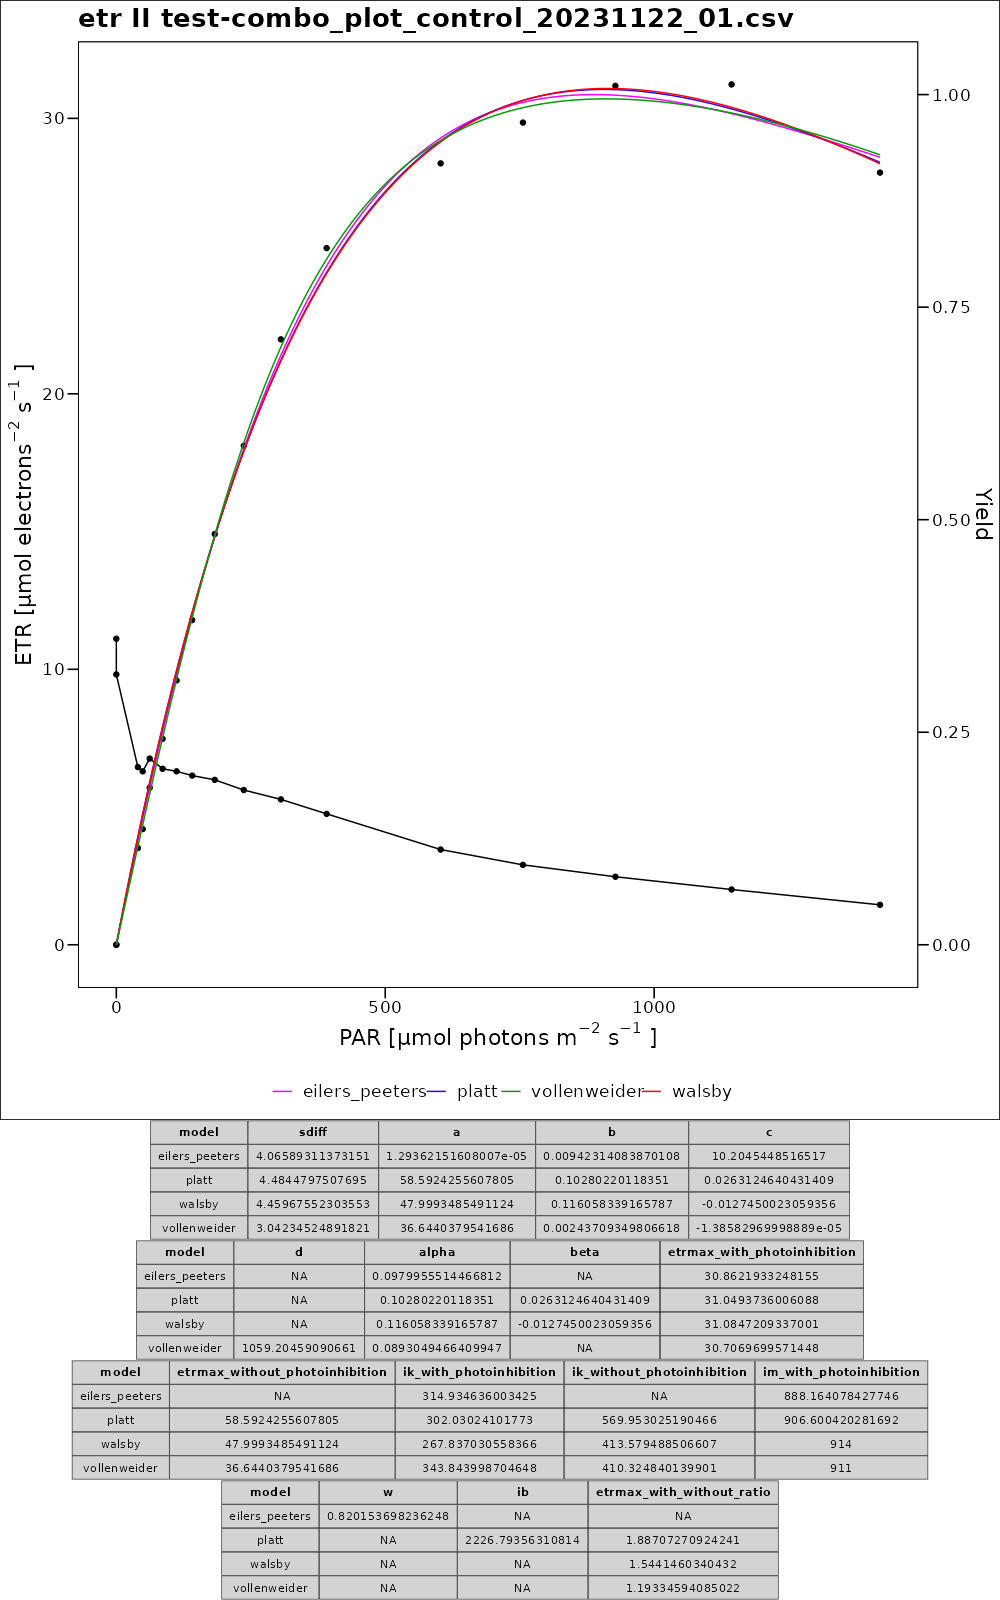 etr II test-combo_plot_control_20231122_01.csv
30
20
10
0
ETR [µmol electrons⁻² s⁻¹ ]
1.00
0.75
0.50
0.25
0.00
Yield
0 500 1000
PAR [µmol photons m⁻² s⁻¹ ]
eilers_peeters platt vollenweider walsby
model sdiff a b c
eilers_peeters 4.06589311373151 1.29362151608007e-05 0.00942314083870108 10.2045448516517
platt 4.4844797507695 58.5924255607805 0.10280220118351 0.0263124640431409
walsby 4.45967552303553 47.9993485491124 0.116058339165787 -0.0127450023059356
vollenweider 3.04234524891821 36.6440379541686 0.00243709349806618 -1.38582969998889e-05
model d alpha beta etrmax_with_photoinhibition
eilers_peeters NA 0.0979955514466812 NA 30.8621933248155
platt NA 0.10280220118351 0.0263124640431409 31.0493736006088
walsby NA 0.116058339165787 -0.0127450023059356 31.0847209337001
vollenweider 1059.20459090661 0.0893049466409947 NA 30.7069699571448
model etrmax_without_photoinhibition ik_with_photoinhibition ik_without_photoinhibition im_with_photoinhibition
eilers_peeters NA 314.934636003425 NA 888.164078427746
platt 58.5924255607805 302.03024101773 569.953025190466 906.600420281692
walsby 47.9993485491124 267.837030558366 413.579488506607 914
vollenweider 36.6440379541686 343.843998704648 410.324840139901 911
model w ib etrmax_with_without_ratio
eilers_peeters 0.820153698236248 NA NA
platt NA 2226.79356310814 1.88707270924241
walsby NA NA 1.5441460340432
vollenweider NA NA 1.19334594085022